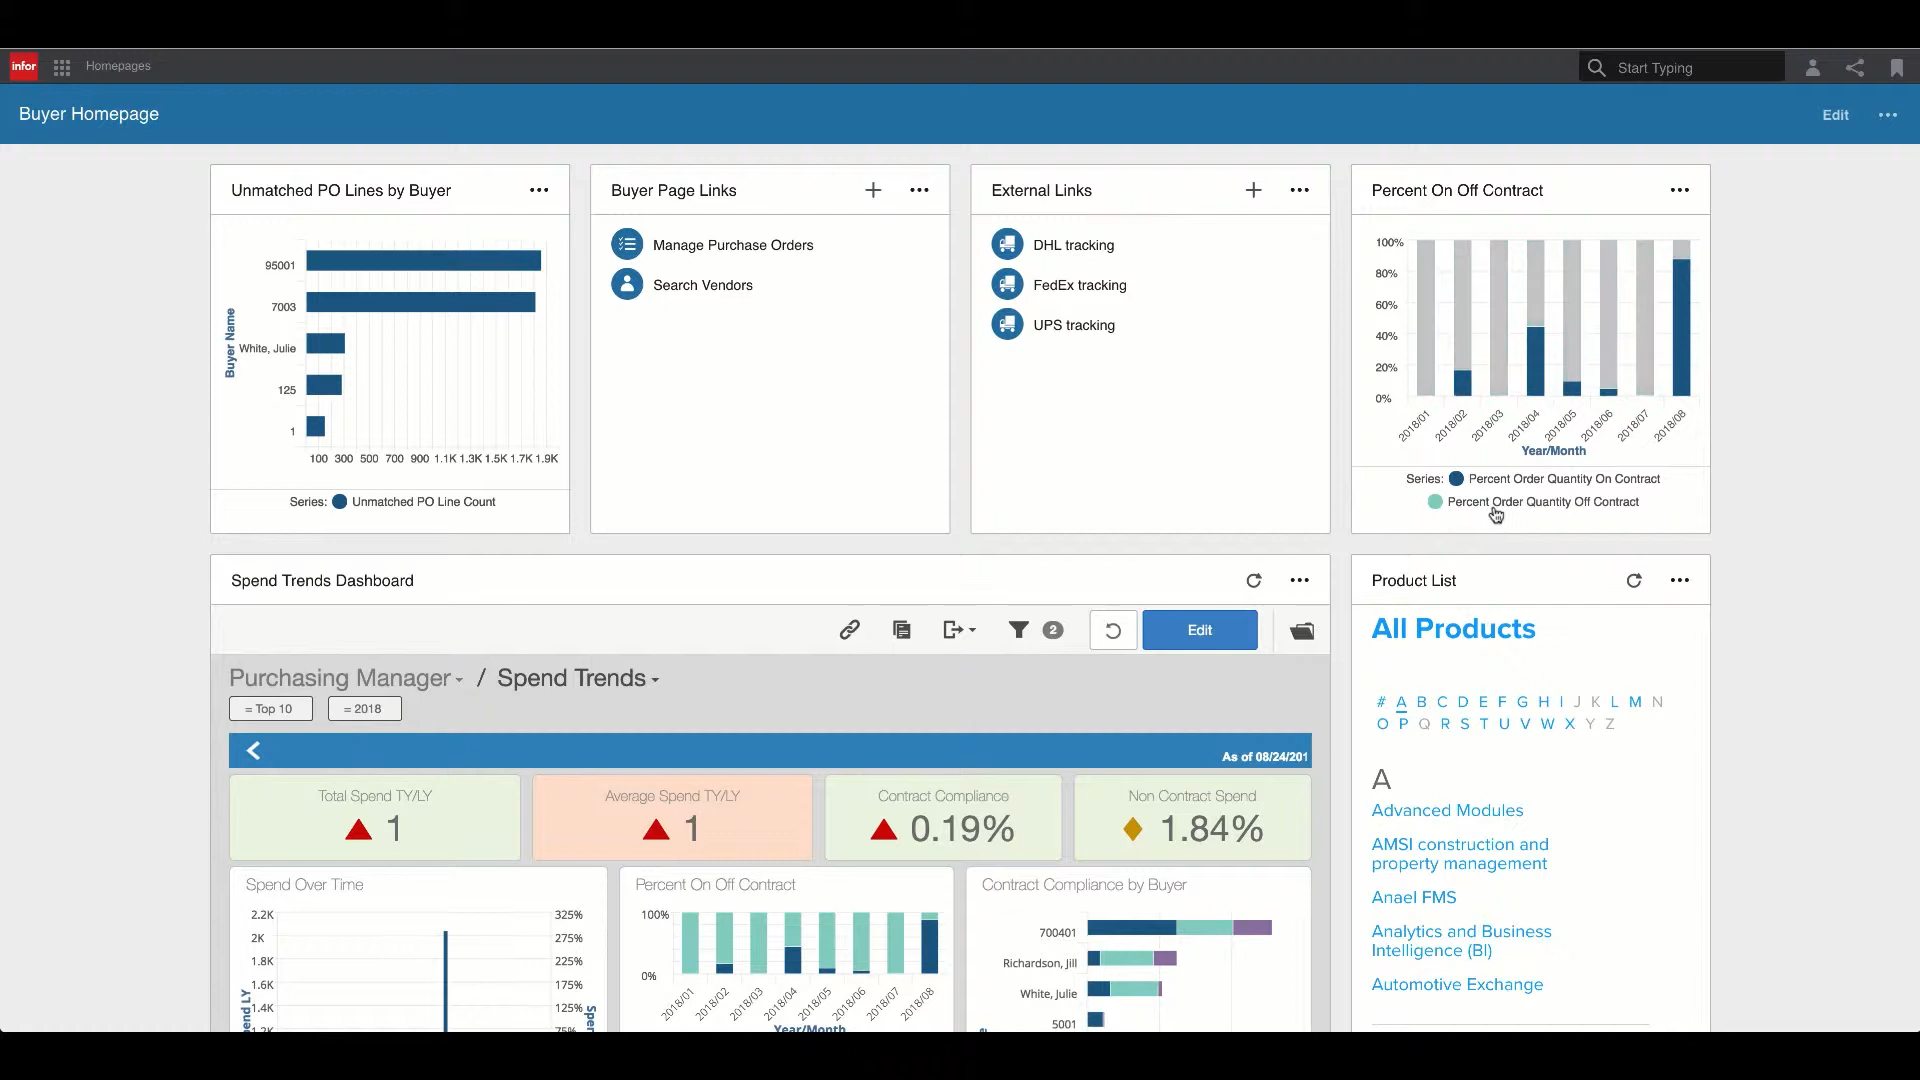 infor
Homepages
Start Typing
Buyer Homepage
Edit
Unmatched PO Lines by Buyer
Buyer Name
95001
7003
White, Julie
125
1
100 300 500 700 900 1.1K 1.3K 1.5K 1.7K 1.9K
Series: Unmatched PO Line Count
Buyer Page Links
Manage Purchase Orders
Search Vendors
External Links
DHL tracking
FedEx tracking
UPS tracking
Percent On Off Contract
100%
80%
60%
40%
20%
0%
2018/01 2018/02 2018/03 2018/04 2018/05 2018/06 2018/07 2018/08
Year/Month
Series: Percent Order Quantity On Contract
Percent Order Quantity Off Contract
Spend Trends Dashboard
2
Edit
Purchasing Manager / Spend Trends
= Top 10 = 2018
As of 08/24/201
Total Spend TY/LY
1
Average Spend TY/LY
1
Contract Compliance
0.19%
Non Contract Spend
1.84%
Spend Over Time
2.2K
2K
1.8K
1.6K
1.4K
1.2K
325%
275%
225%
175%
125%
75%
Percent On Off Contract
100%
0%
2018/01 2018/02 2018/03 2018/04 2018/05 2018/06 2018/07 2018/08
Year/Month
Contract Compliance by Buyer
700401
Richardson, Jill
White, Julie
5001
Product List
All Products
# A B C D E F G H I J K L M N
O P Q R S T U V W X Y Z
A
Advanced Modules
AMSI construction and
property management
Anael FMS
Analytics and Business
Intelligence (BI)
Automotive Exchange